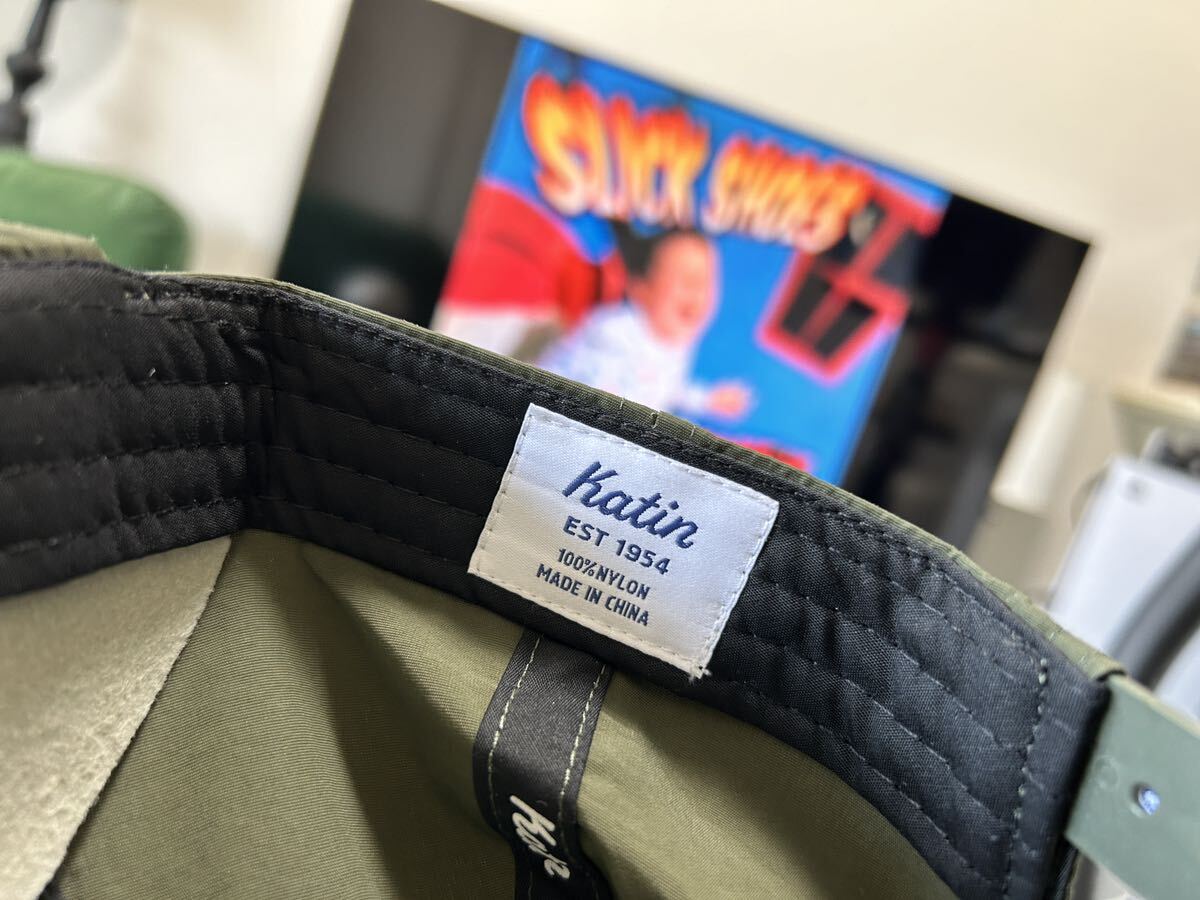 SLICK SHOES
Katin
EST 1954
100%NYLON
MADE IN CHINA